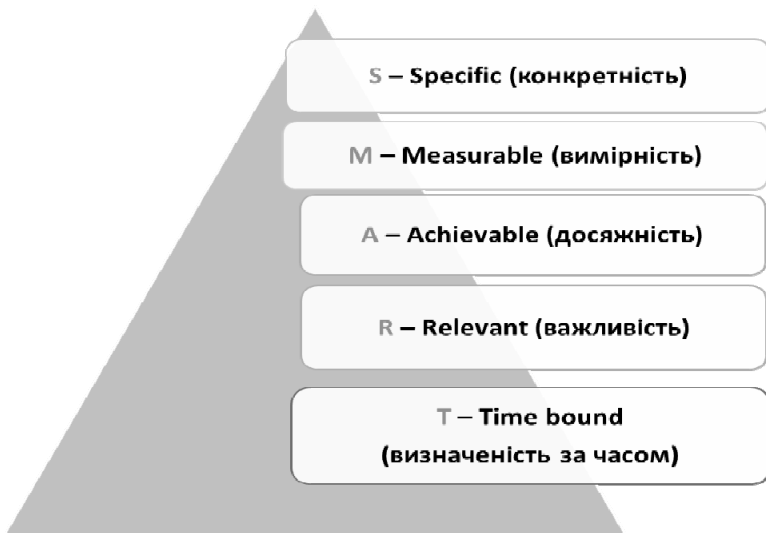 S – Specific (конкретність)
M – Measurable (вимірність)
A – Achievable (досяжність)
R – Relevant (важливість)
T – Time bound
(визначеність за часом)